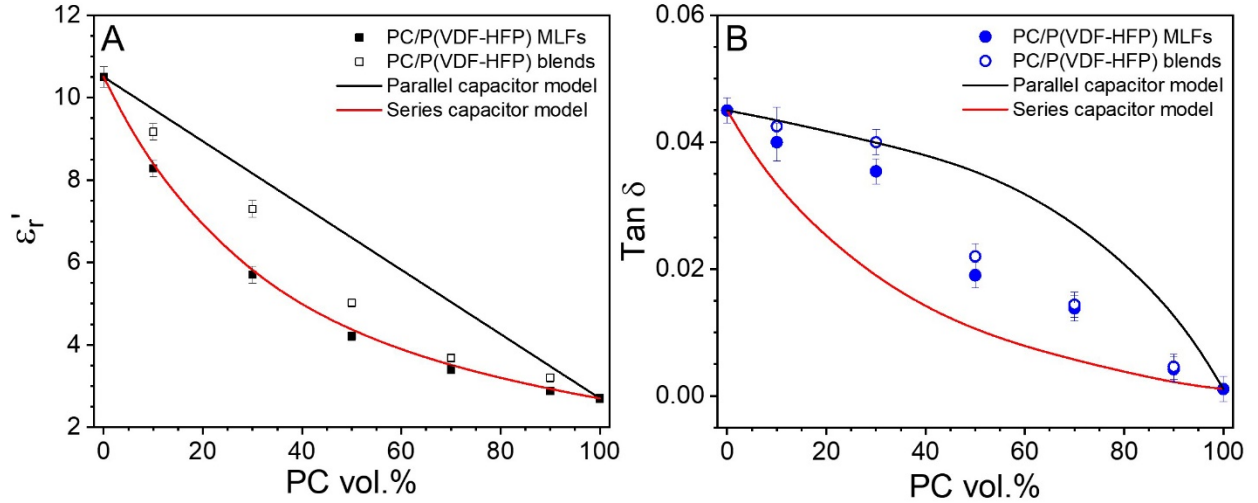 A
PC/P(VDF-HFP) MLFs
PC/P(VDF-HFP) blends
Parallel capacitor model
Series capacitor model
12
10
8
6
4
2
εr'
0 20 40 60 80 100
PC vol.%
B
PC/P(VDF-HFP) MLFs
PC/P(VDF-HFP) blends
Parallel capacitor model
Series capacitor model
0.06
0.04
0.02
0.00
Tan δ
0 20 40 60 80 100
PC vol.%